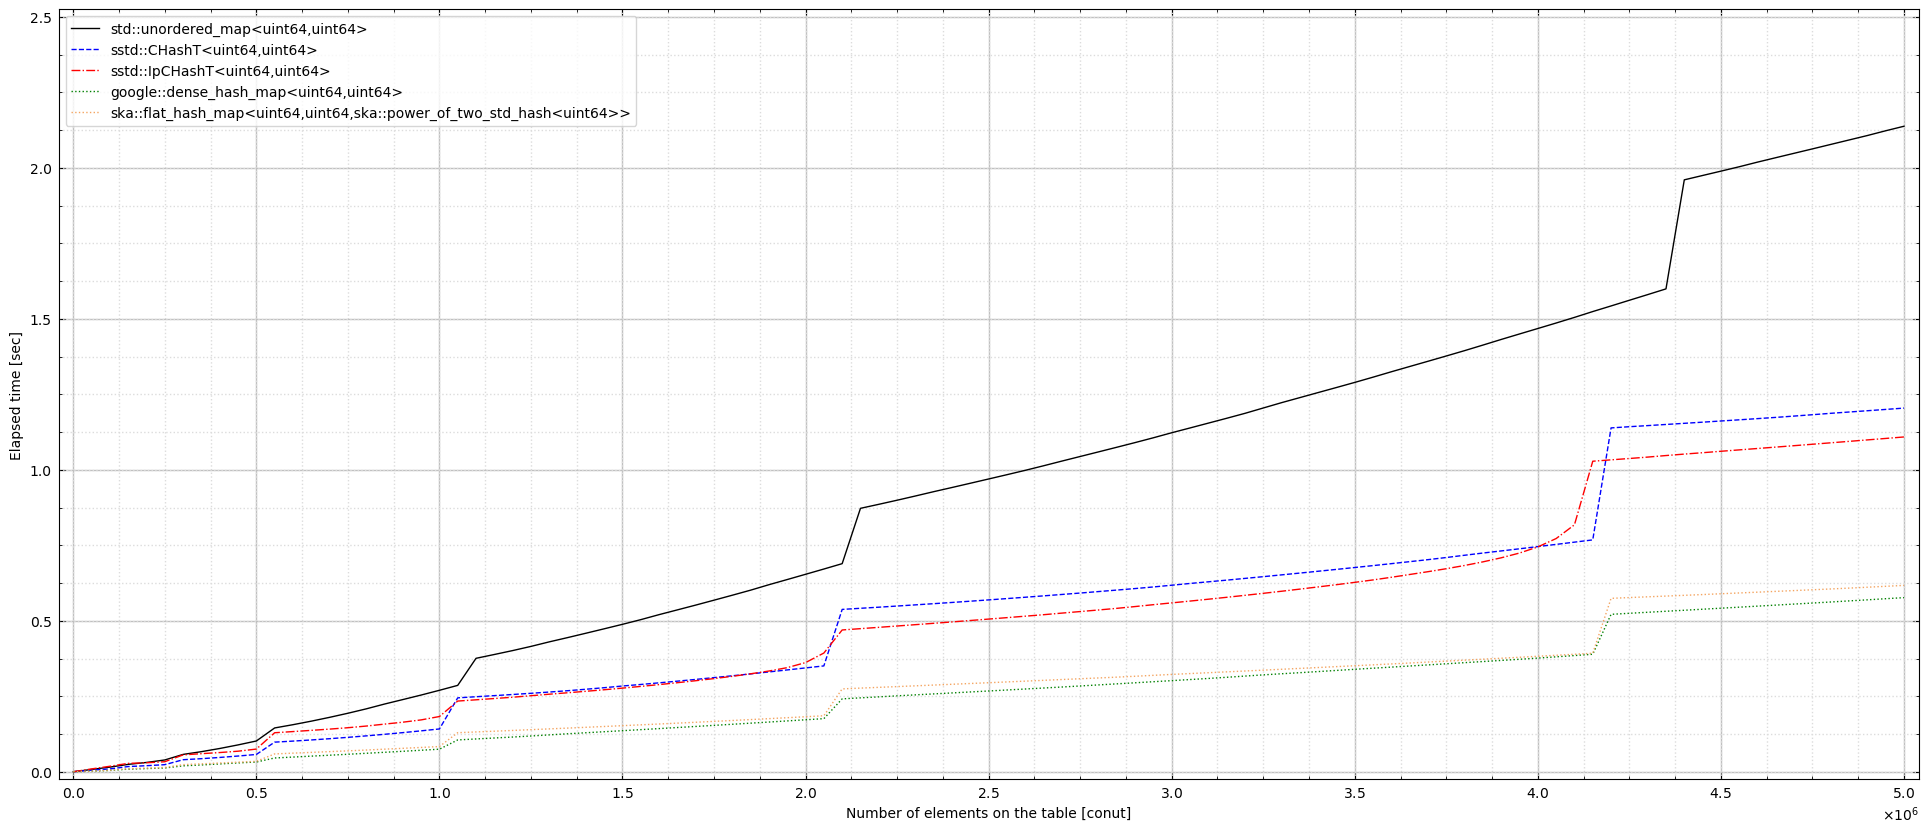 std::unordered_map<uint64,uint64>
sstd::CHashT<uint64,uint64>
sstd::IpCHashT<uint64,uint64>
google::dense_hash_map<uint64,uint64>
ska::flat_hash_map<uint64,uint64,ska::power_of_two_std_hash<uint64>>
2.5
2.0
1.5
1.0
0.5
0.0
Elapsed time [sec]
0.0 0.5 1.0 1.5 2.0 2.5 3.0 3.5 4.0 4.5 5.0
Number of elements on the table [conut]
×10⁶